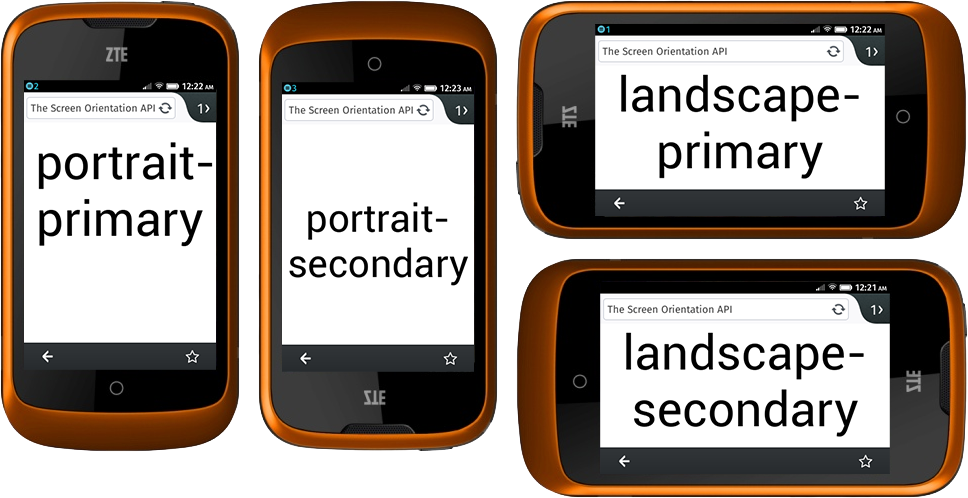 ZTE
2 12:22 AM
The Screen Orientation API 1
portrait-
primary
3 12:23 AM
The Screen Orientation API 1
portrait-
secondary
ZTE
1 12:22 AM
The Screen Orientation API 1
landscape-
primary
ZTE
12:21 AM
The Screen Orientation API 1
landscape-
secondary
ZTE